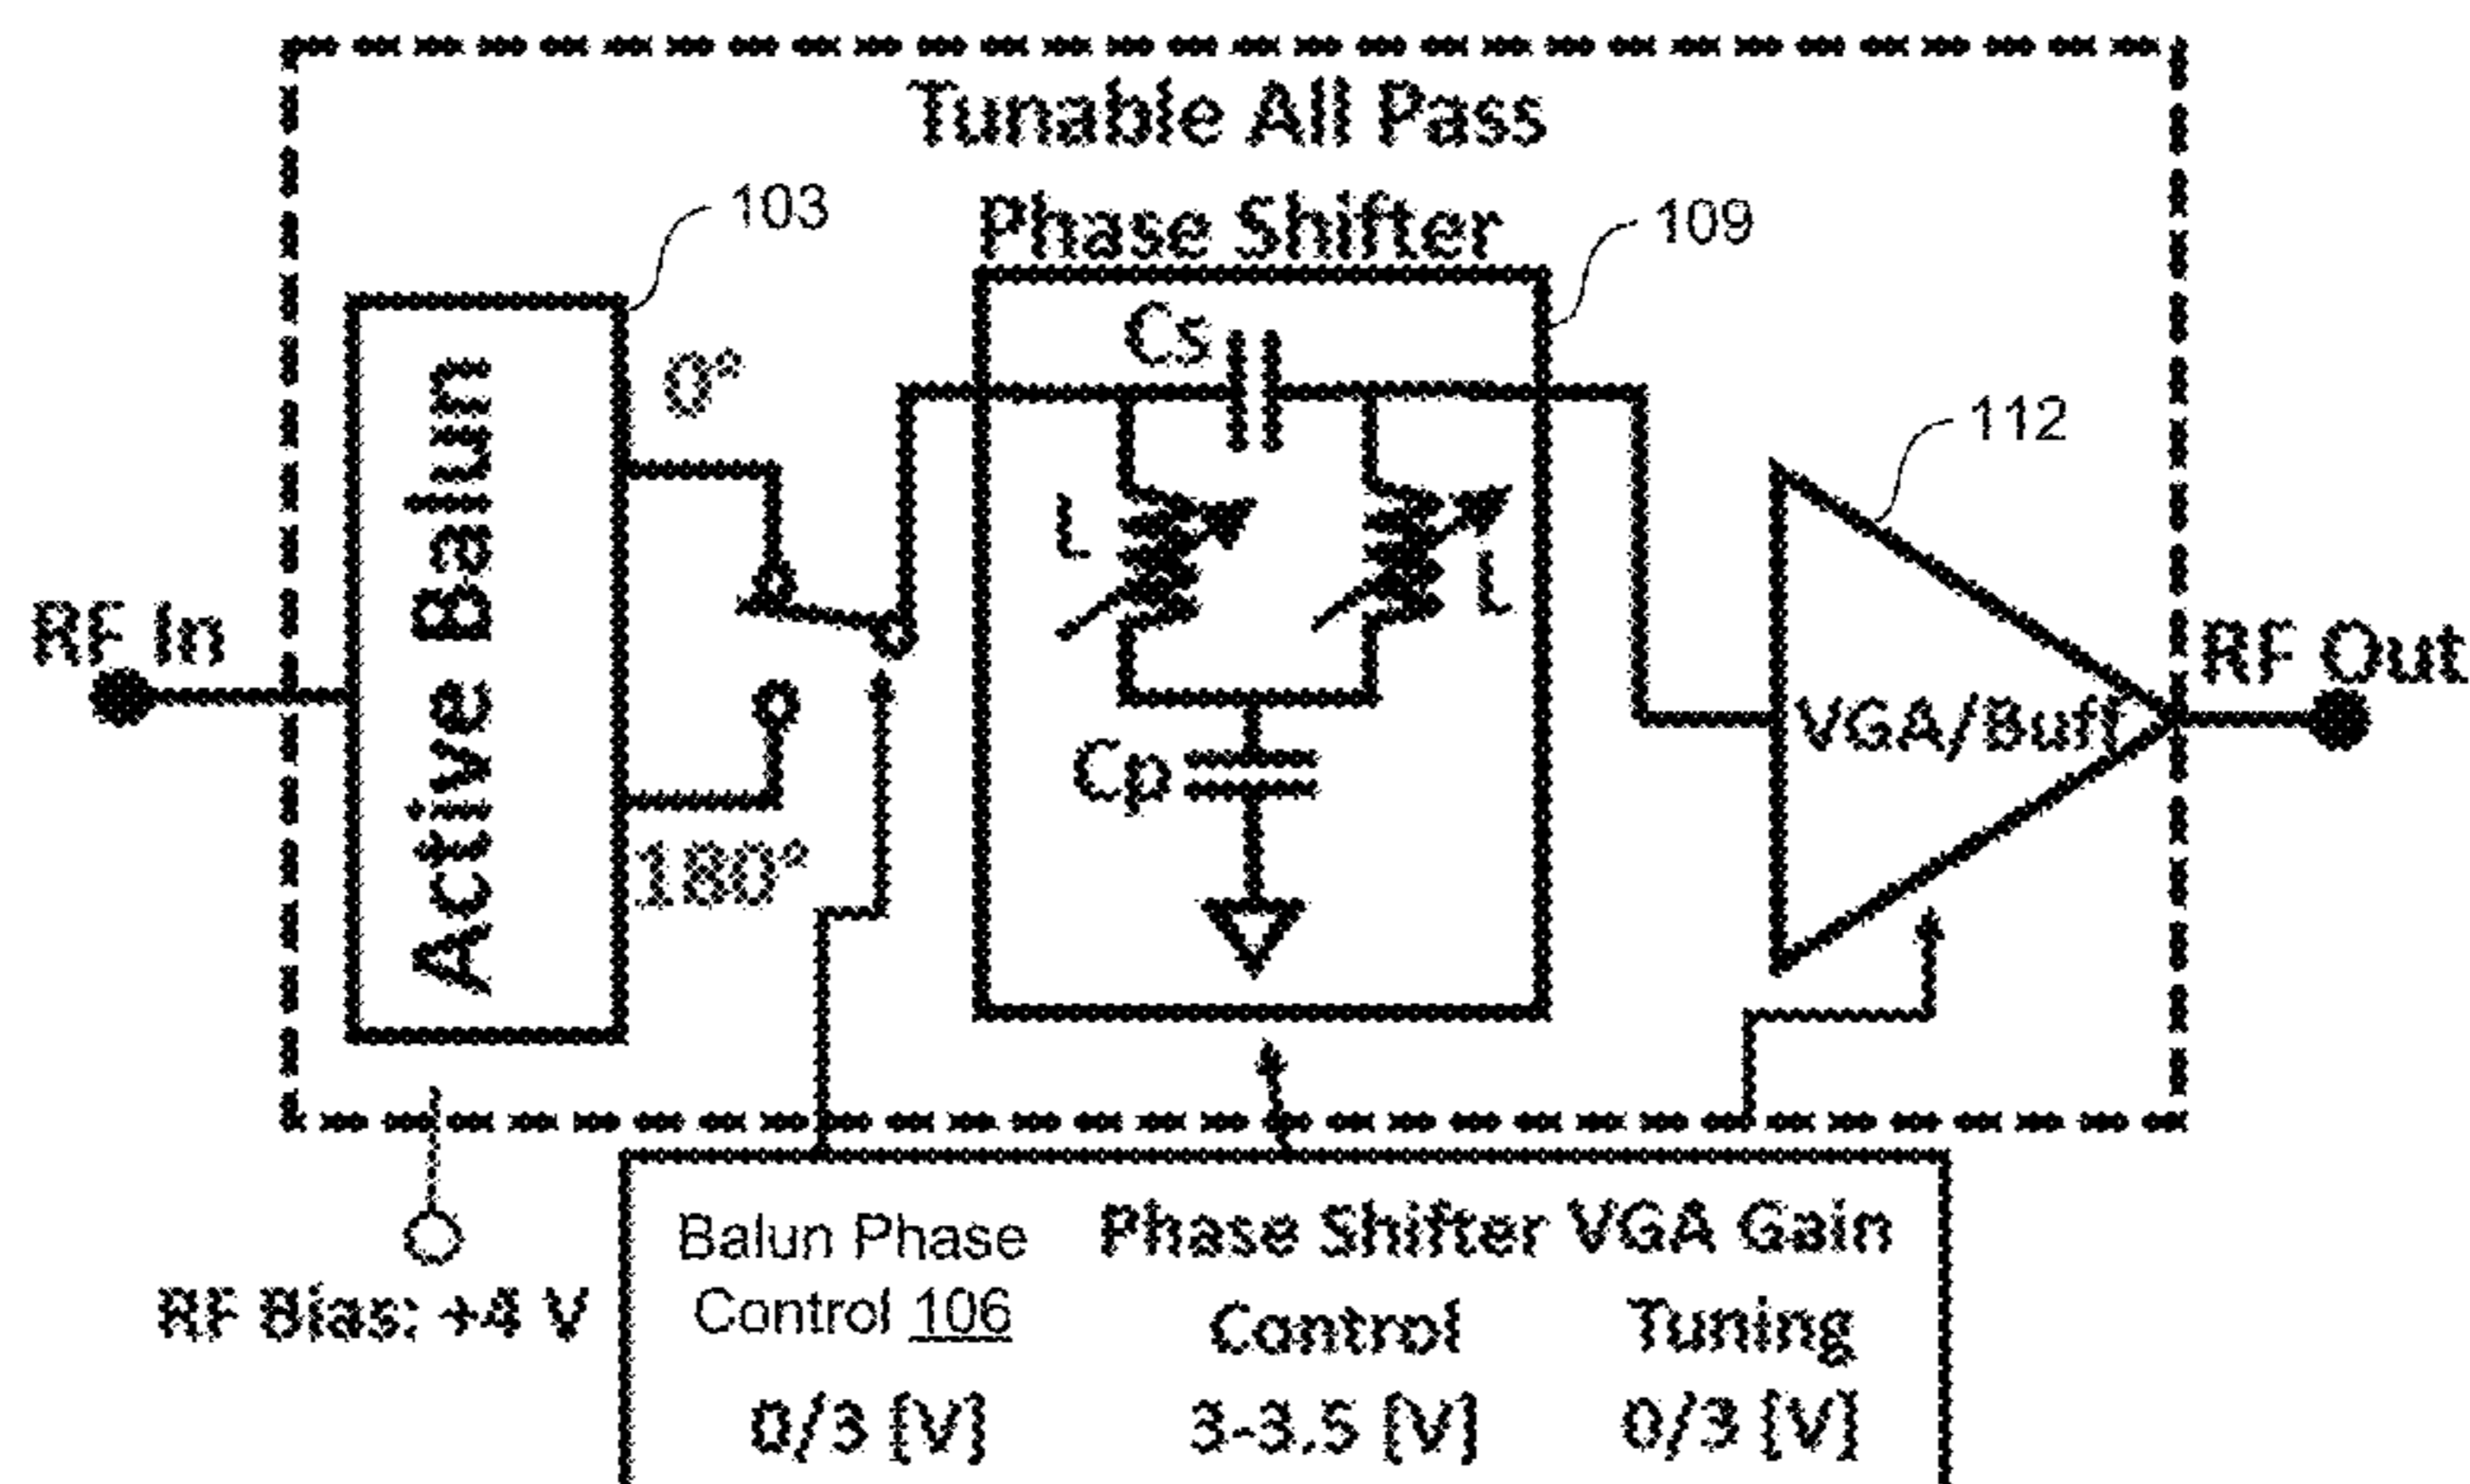 Tunable All Pass
Phase Shifter
103
109
112
Active Balun
0°
180°
Cs
L
L
Cp
VGA/Buff
RF In
RF Out
RF Bias: +4 V
Balun Phase
Control 106
0/3 [V]
Phase Shifter
Control
3-3.5 [V]
VGA Gain
Tuning
0/3 [V]